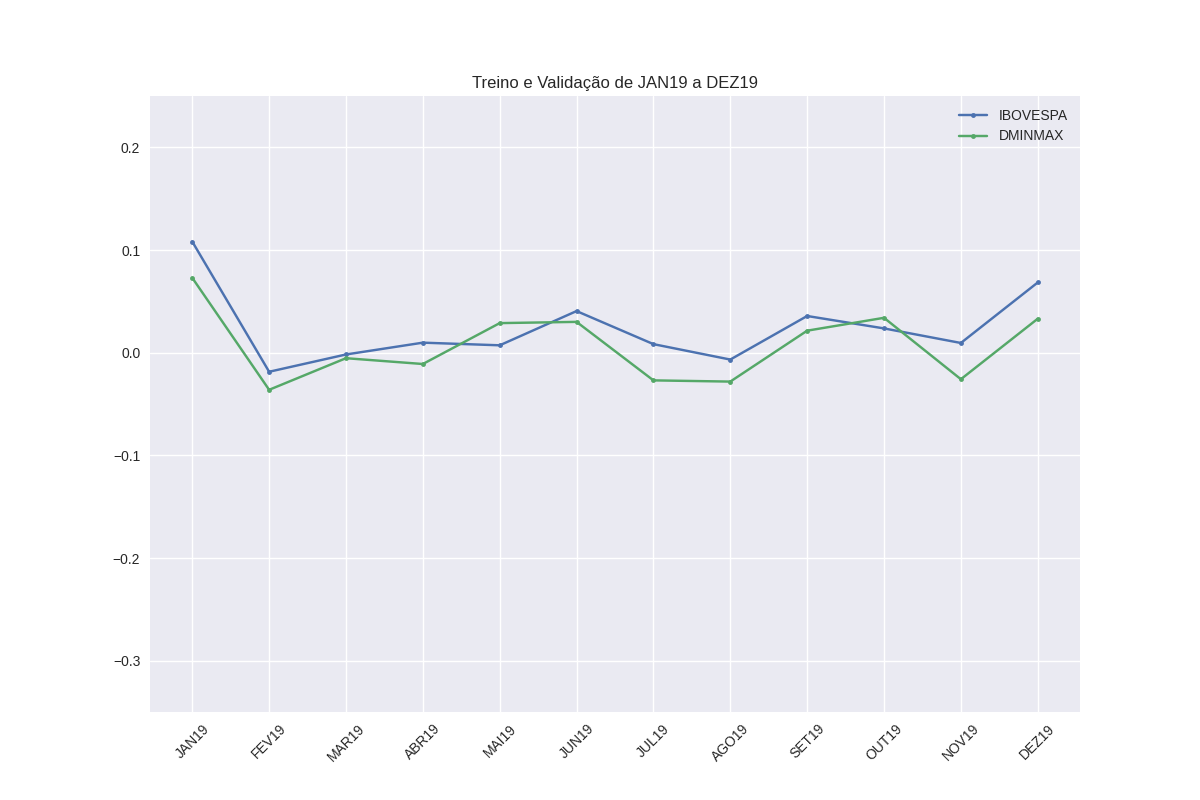 Treino e Validação de JAN19 a DEZ19
IBOVESPA
DMINMAX
0.2
0.1
0.0
−0.1
−0.2
−0.3
JAN19
FEV19
MAR19
ABR19
MAI19
JUN19
JUL19
AGO19
SET19
OUT19
NOV19
DEZ19